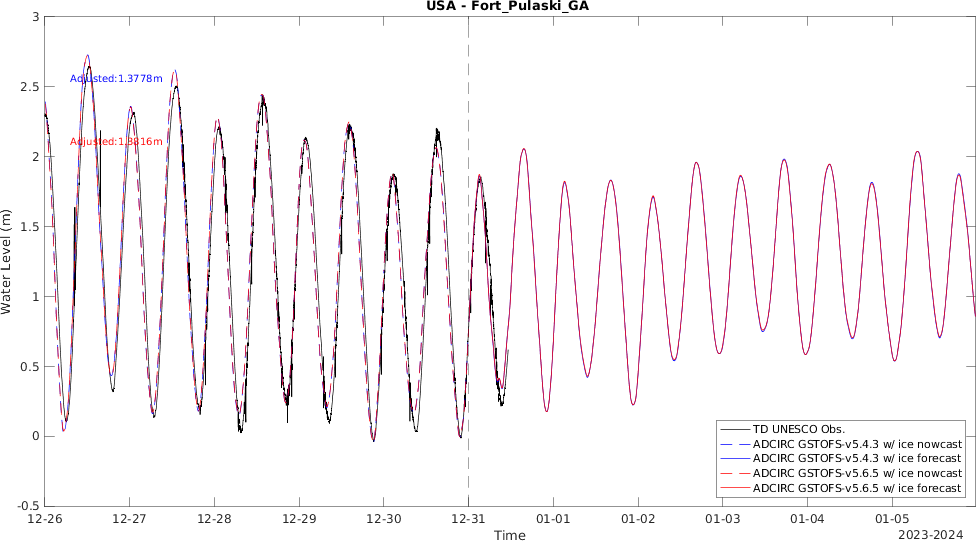 USA - Fort_Pulaski_GA
3
2.5
2
1.5
1
0.5
0
-0.5
Water Level (m)
Adjusted:1.3778m
Adjusted:1.3816m
TD UNESCO Obs.
ADCIRC GSTOFS-v5.4.3 w/ ice nowcast
ADCIRC GSTOFS-v5.4.3 w/ ice forecast
ADCIRC GSTOFS-v5.6.5 w/ ice nowcast
ADCIRC GSTOFS-v5.6.5 w/ ice forecast
12-26 12-27 12-28 12-29 12-30 12-31 01-01 01-02 01-03 01-04 01-05
Time
2023-2024